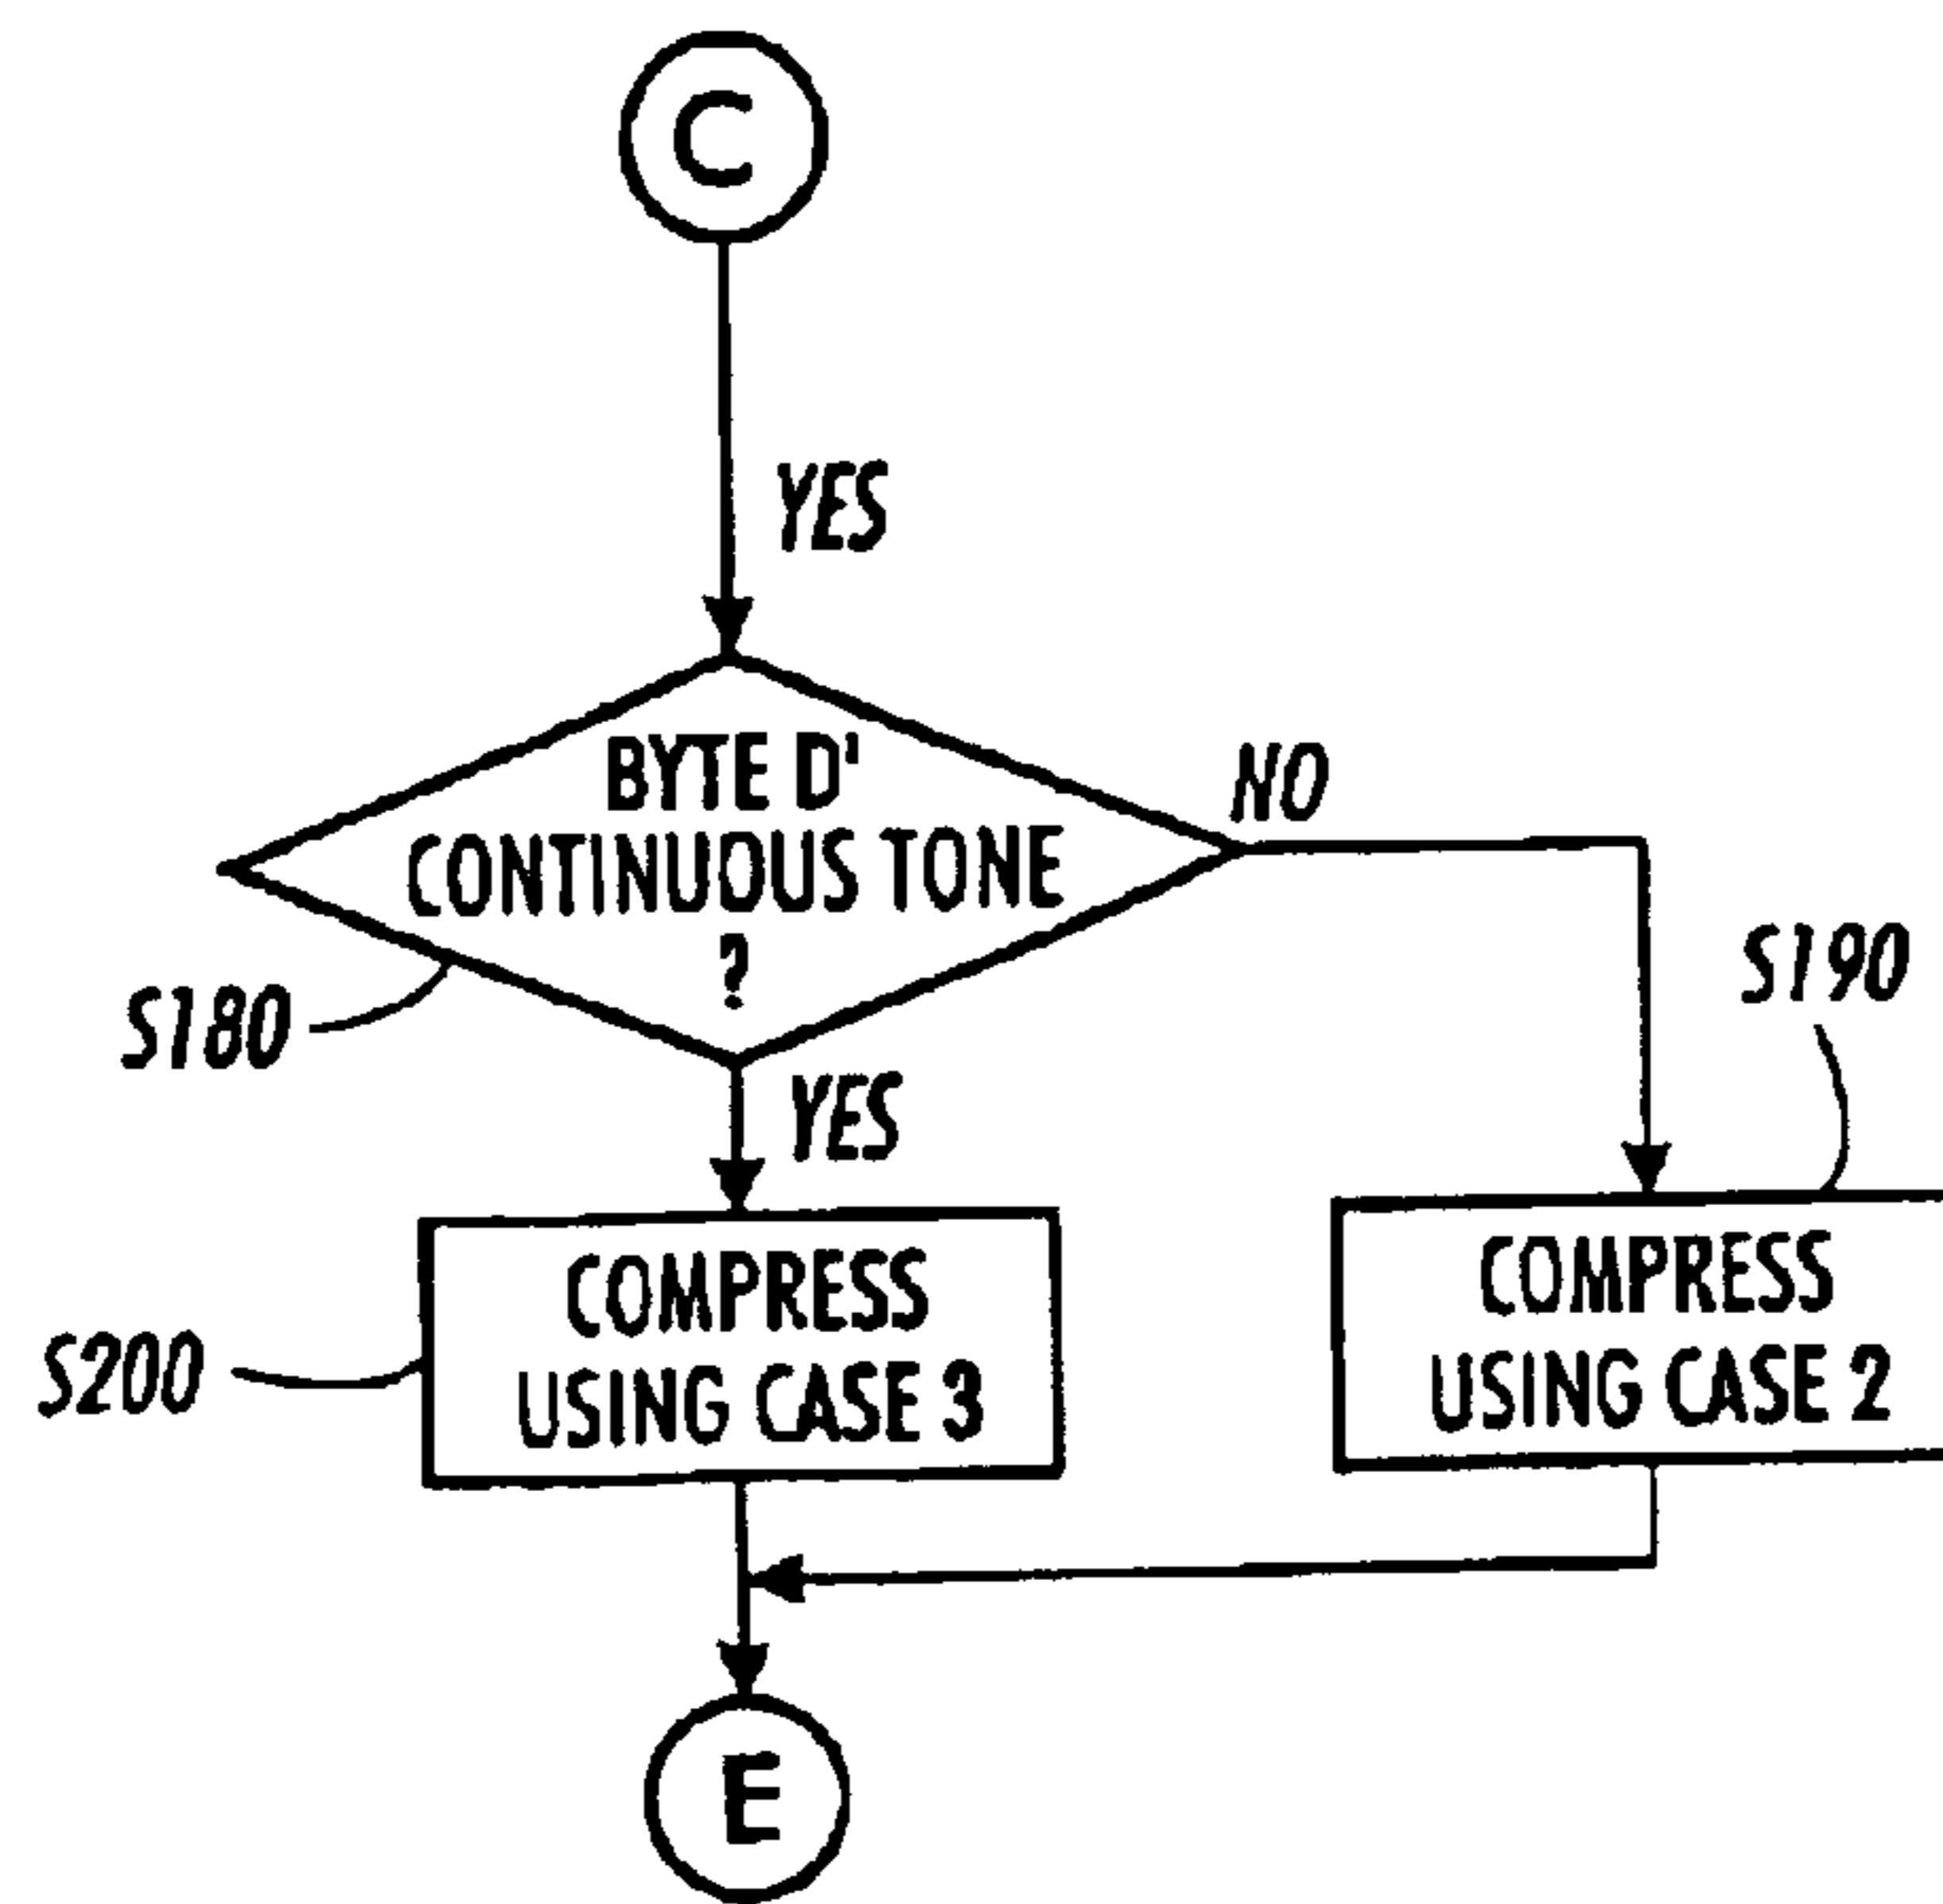 C
YES
BYTE D'
CONTINUOUS TONE
?
NO
S180
S190
YES
COMPRESS
USING CASE 3
S200
COMPRESS
USING CASE 2
E